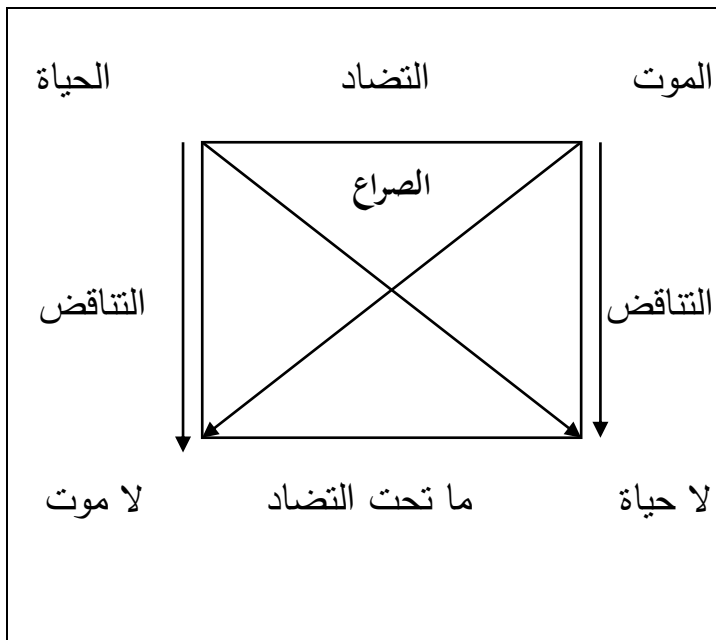 الموت التضاد الحياة
الصراع
التناقض التناقض
لا حياة ما تحت التضاد لا موت